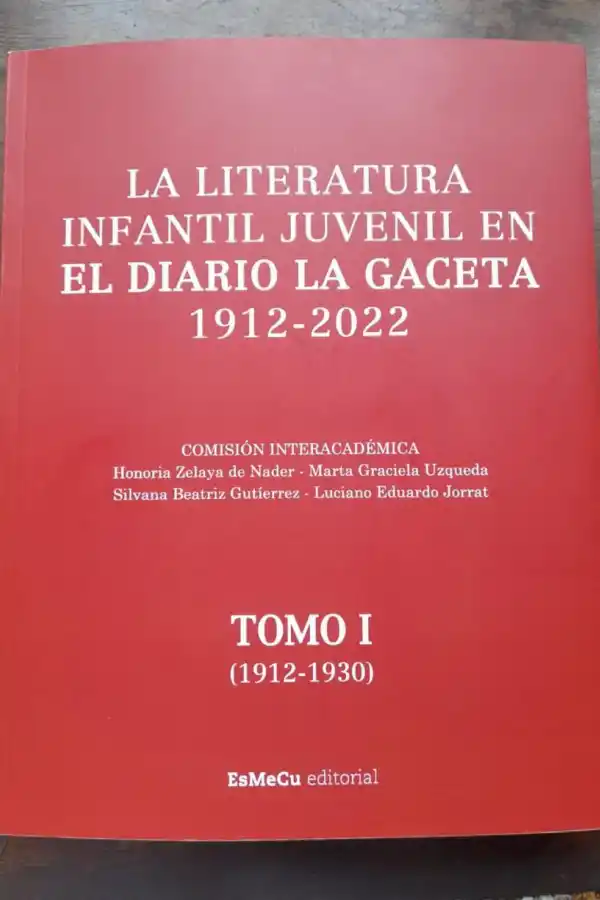 LA LITERATURA
INFANTIL JUVENIL EN
EL DIARIO LA GACETA
1912-2022
COMISIÓN INTERACADÉMICA
Honoria Zelaya de Nader - Marta Graciela Uzqueda
Silvana Beatriz Gutíerrez - Luciano Eduardo Jorrat
TOMO I
(1912-1930)
EsMeCu editorial